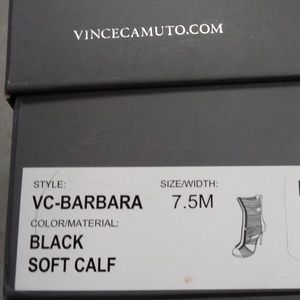 VINCECAMUTO.COM
STYLE: SIZE/WIDTH:
VC-BARBARA 7.5M
COLOR/MATERIAL:
BLACK
SOFT CALF